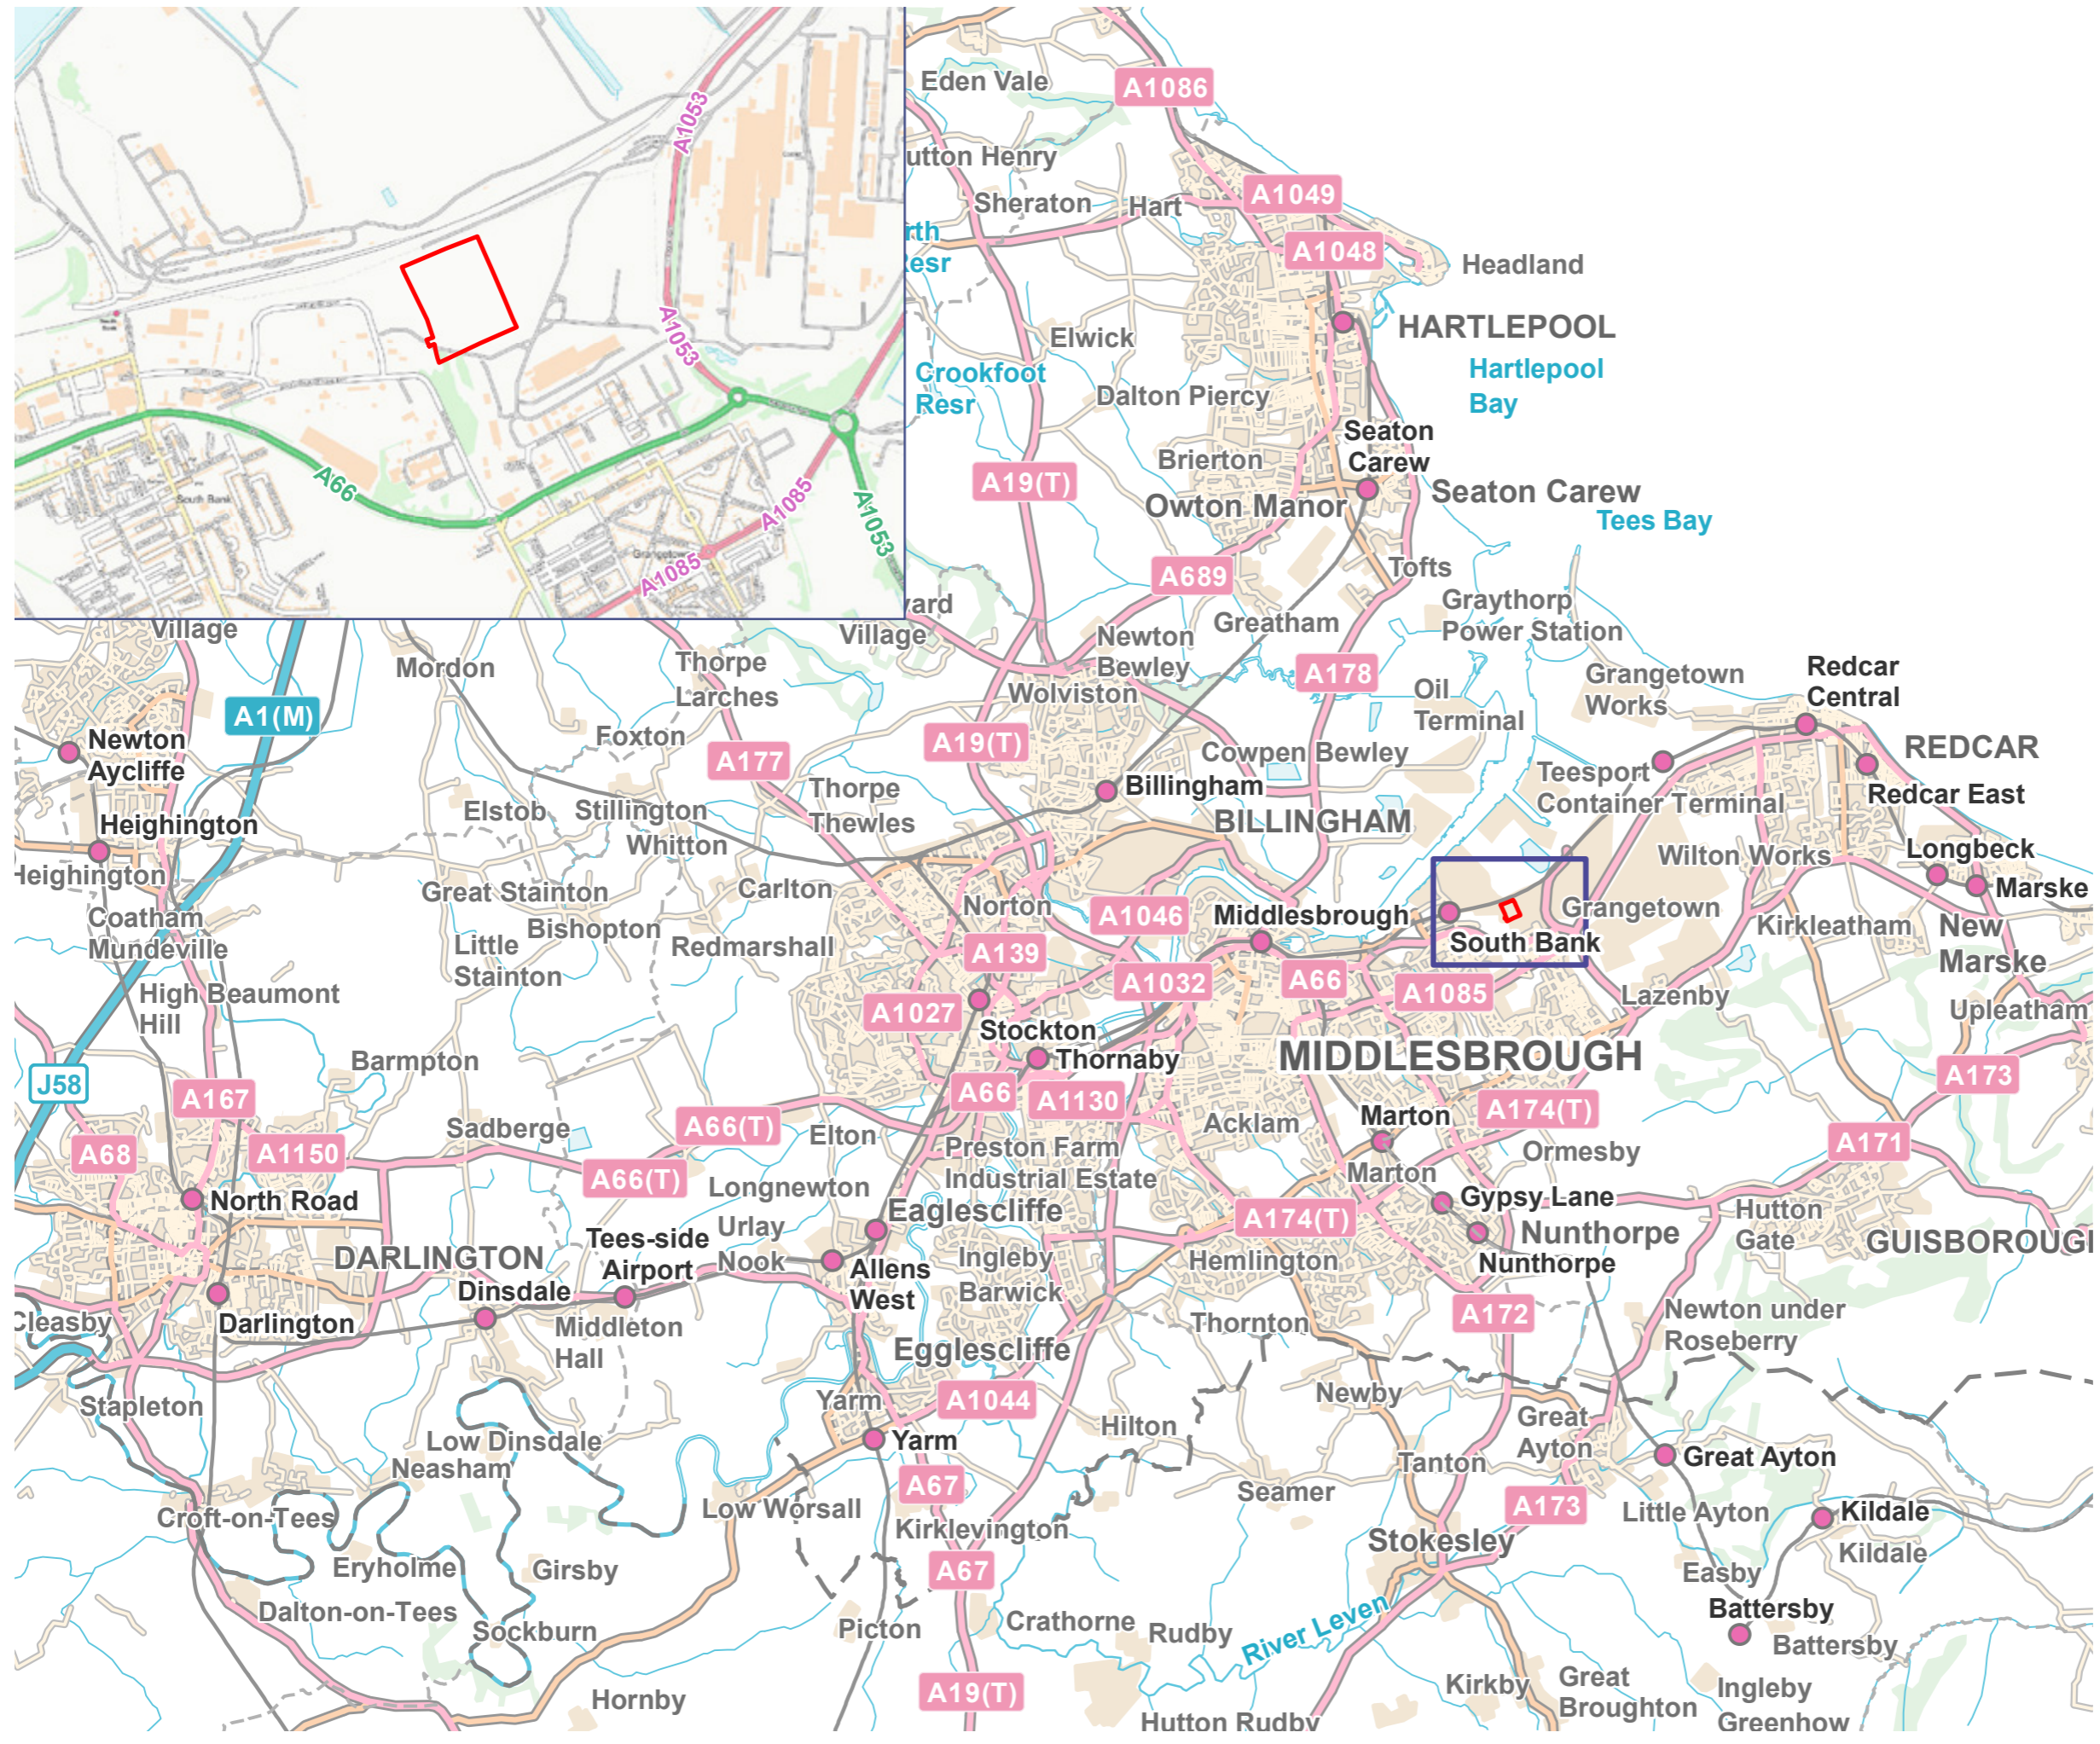 A1053
A1053
A66
A1085
A1085
A1053
South Bank
Eden Vale
A1086
utton Henry
Sheraton
Hart
A1049
A1048
Headland
rth
Resr
HARTLEPOOL
Elwick
Crookfoot
Resr
Hartlepool
Bay
Dalton Piercy
Seaton
Carew
Brierton
A19(T)
Owton Manor
Seaton Carew
Tees Bay
A689
Tofts
Graythorp
Power Station
Greatham
yard
Village
Village
Newton
Bewley
Mordon
Thorpe
Larches
Wolviston
A178
Oil
Terminal
Grangetown
Works
Redcar
Central
A1(M)
Newton
Aycliffe
Foxton
A177
A19(T)
Cowpen Bewley
REDCAR
Teesport
Container Terminal
Redcar East
Billingham
Thorpe
Thewles
BILLINGHAM
Elstob
Stillington
Whitton
Heighington
Heighington
Wilton Works
Longbeck
Marske
Great Stainton
Carlton
Norton
A1046
Middlesbrough
Grangetown
South Bank
Kirkleatham
New
Marske
Coatham
Mundeville
Bishopton
Little
Stainton
Redmarshall
A139
A1032
A66
A1085
Lazenby
Upleatham
High Beaumont
Hill
A1027
Stockton
Thornaby
MIDDLESBROUGH
Barmpton
J58
A167
A66
A1130
A173
A68
A1150
Sadberge
A66(T)
Elton
Acklam
Marton
A174(T)
A171
Ormesby
A66(T)
Preston Farm
Industrial Estate
Marton
Longnewton
North Road
Gypsy Lane
Eaglescliffe
A174(T)
Nunthorpe
Hutton
Gate
GUISBOROUGH
Tees-side
Airport
Urlay
Nook
DARLINGTON
Dinsdale
Allens
West
Ingleby
Barwick
Hemlington
Nunthorpe
Cleasby
Darlington
Middleton
Hall
Thornton
A172
Newton under
Roseberry
Egglescliffe
Stapleton
Yarm
A1044
Newby
Great
Ayton
Low Dinsdale
Neasham
Yarm
Hilton
Tanton
Great Ayton
A67
Seamer
A173
Little Ayton
Kildale
Kildale
Croft-on-Tees
Low Worsall
Kirklevington
Stokesley
Eryholme
Girsby
A67
Easby
Dalton-on-Tees
Sockburn
Picton
Crathorne
Rudby
River Leven
Battersby
Battersby
Hornby
A19(T)
Hutton Rudby
Kirkby
Great
Broughton
Ingleby
Greenhow